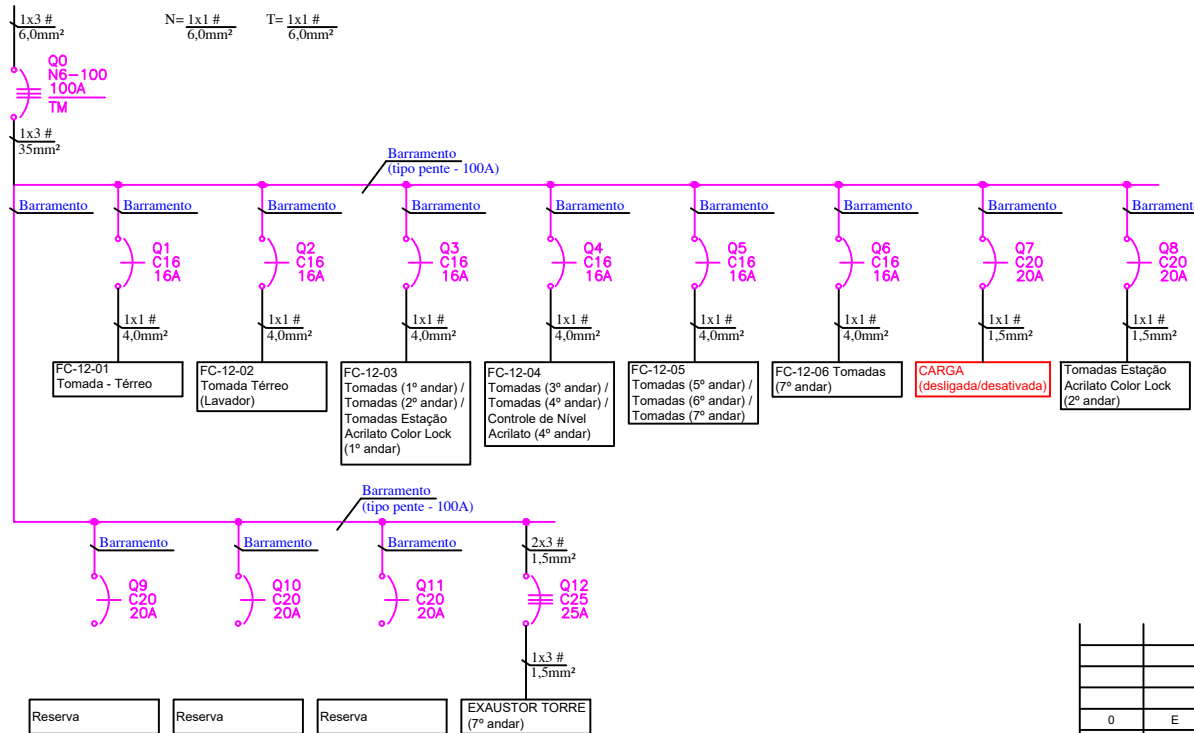 1x3 #
6,0mm²
N= 1x1 #
6,0mm²
T= 1x1 #
6,0mm²
Q0
N6-100
100A
TM
1x3 #
35mm²
Barramento
(tipo pente - 100A)
Barramento
Barramento
Barramento
Barramento
Barramento
Barramento
Barramento
Barramento
Barramento
Q1
C16
16A
Q2
C16
16A
Q3
C16
16A
Q4
C16
16A
Q5
C16
16A
Q6
C16
16A
Q7
C20
20A
Q8
C20
20A
1x1 #
4,0mm²
1x1 #
4,0mm²
1x1 #
4,0mm²
1x1 #
4,0mm²
1x1 #
4,0mm²
1x1 #
4,0mm²
1x1 #
1,5mm²
1x1 #
1,5mm²
FC-12-01
Tomada - Térreo
FC-12-02
Tomada Térreo
(Lavador)
FC-12-03
Tomadas (1º andar) /
Tomadas (2º andar) /
Tomadas Estação
Acrilato Color Lock
(1º andar)
FC-12-04
Tomadas (3º andar) /
Tomadas (4º andar) /
Controle de Nível
Acrilato (4º andar)
FC-12-05
Tomadas (5º andar) /
Tomadas (6º andar) /
Tomadas (7º andar)
FC-12-06 Tomadas
(7º andar)
CARGA
(desligada/desativada)
Tomadas Estação
Acrilato Color Lock
(2º andar)
Barramento
(tipo pente - 100A)
Barramento
Barramento
Barramento
2x3 #
1,5mm²
Q9
C20
20A
Q10
C20
20A
Q11
C20
20A
Q12
C25
25A
1x3 #
1,5mm²
Reserva
Reserva
Reserva
EXAUSTOR TORRE
(7º andar)
0 E